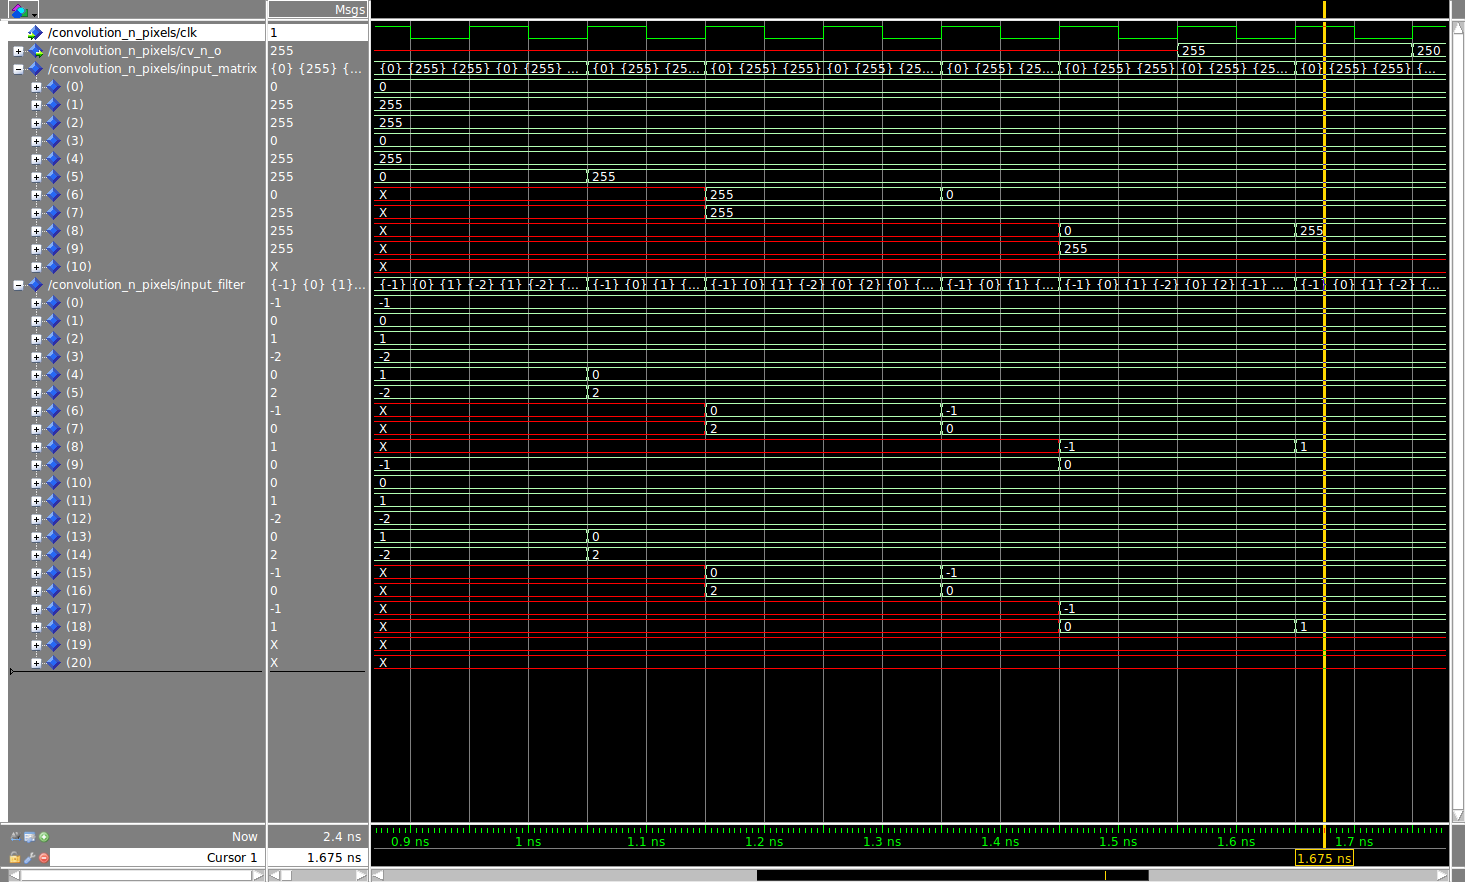 Msgs
/convolution_n_pixels/clk 1
/convolution_n_pixels/cv_n_o 255 255 250
/convolution_n_pixels/input_matrix {0} {255} {... {0} {255} {255} {0} {255} ... {0} {255} {25... {0} {255} {255} {0} {255} {25... {0} {255} {25... {0} {255} {255} {0} {255} {25... {0} {255} {255} {...
(0) 0 0
(1) 255 255
(2) 255 255
(3) 0 0
(4) 255 255
(5) 255 0 255
(6) 0 X 255 0
(7) 255 X 255
(8) 255 X 0 255
(9) 255 X 255
(10) X X
/convolution_n_pixels/input_filter {-1} {0} {1}... {-1} {0} {1} {-2} {1} {-2} {... {-1} {0} {1} {... {-1} {0} {1} {-2} {0} {2} {0} {... {-1} {0} {1} {... {-1} {0} {1} {-2} {0} {2} {-1} ... {-1} {0} {1} {-2} {...
(0) -1 -1
(1) 0 0
(2) 1 1
(3) -2 -2
(4) 0 1 0
(5) 2 -2 2
(6) -1 X 0 -1
(7) 0 X 2 0
(8) 1 X -1 1
(9) 0 -1 0
(10) 0 0
(11) 1 1
(12) -2 -2
(13) 0 1 0
(14) 2 -2 2
(15) -1 X 0 -1
(16) 0 X 2 0
(17) -1 X -1
(18) 1 X 0 1
(19) X X
(20) X X
Now 2.4 ns 0.9 ns 1 ns 1.1 ns 1.2 ns 1.3 ns 1.4 ns 1.5 ns 1.6 ns 1.7 ns
Cursor 1 1.675 ns 1.675 ns